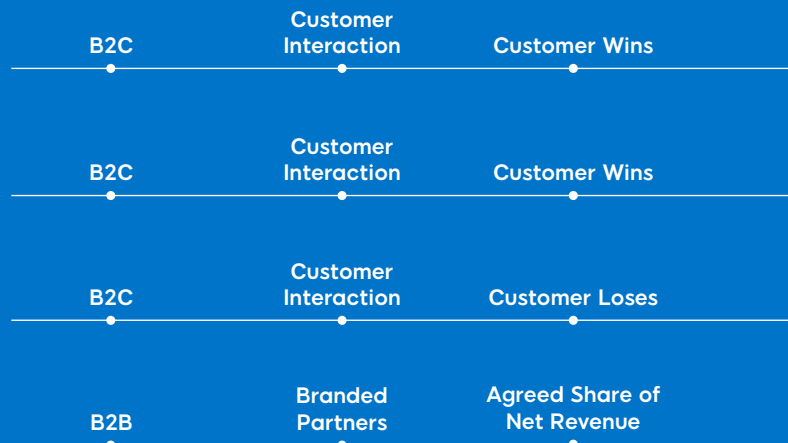 B2C
Customer
Interaction
Customer Wins
B2C
Customer
Interaction
Customer Wins
B2C
Customer
Interaction
Customer Loses
B2B
Branded
Partners
Agreed Share of
Net Revenue